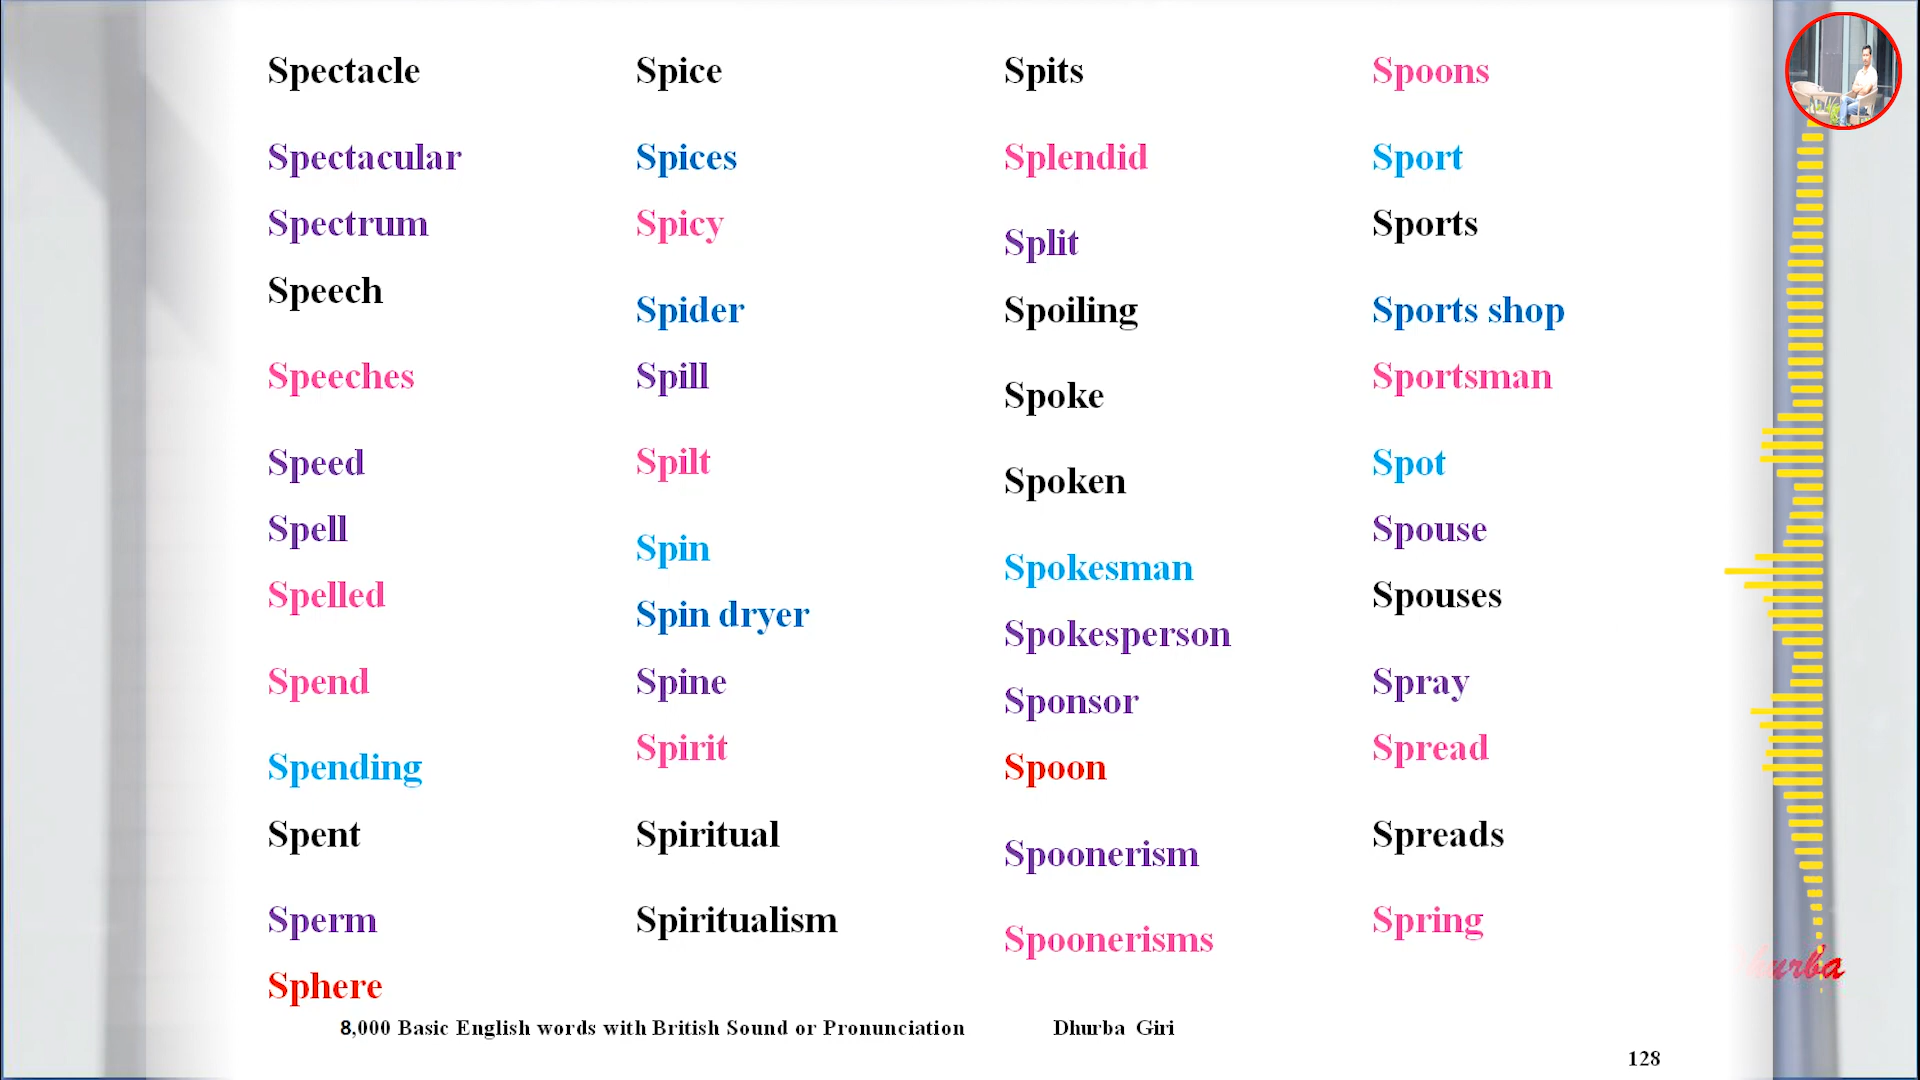 Spectacle
Spectacular
Spectrum
Speech
Speeches
Speed
Spell
Spelled
Spend
Spending
Spent
Sperm
Sphere
Spice
Spices
Spicy
Spider
Spill
Spilt
Spin
Spin dryer
Spine
Spirit
Spiritual
Spiritualism
Spits
Splendid
Split
Spoiling
Spoke
Spoken
Spokesman
Spokesperson
Sponsor
Spoon
Spoonerism
Spoonerisms
Spoons
Sport
Sports
Sports shop
Sportsman
Spot
Spouse
Spouses
Spray
Spread
Spreads
Spring
8,000 Basic English words with British Sound or Pronunciation Dhurba Giri
128